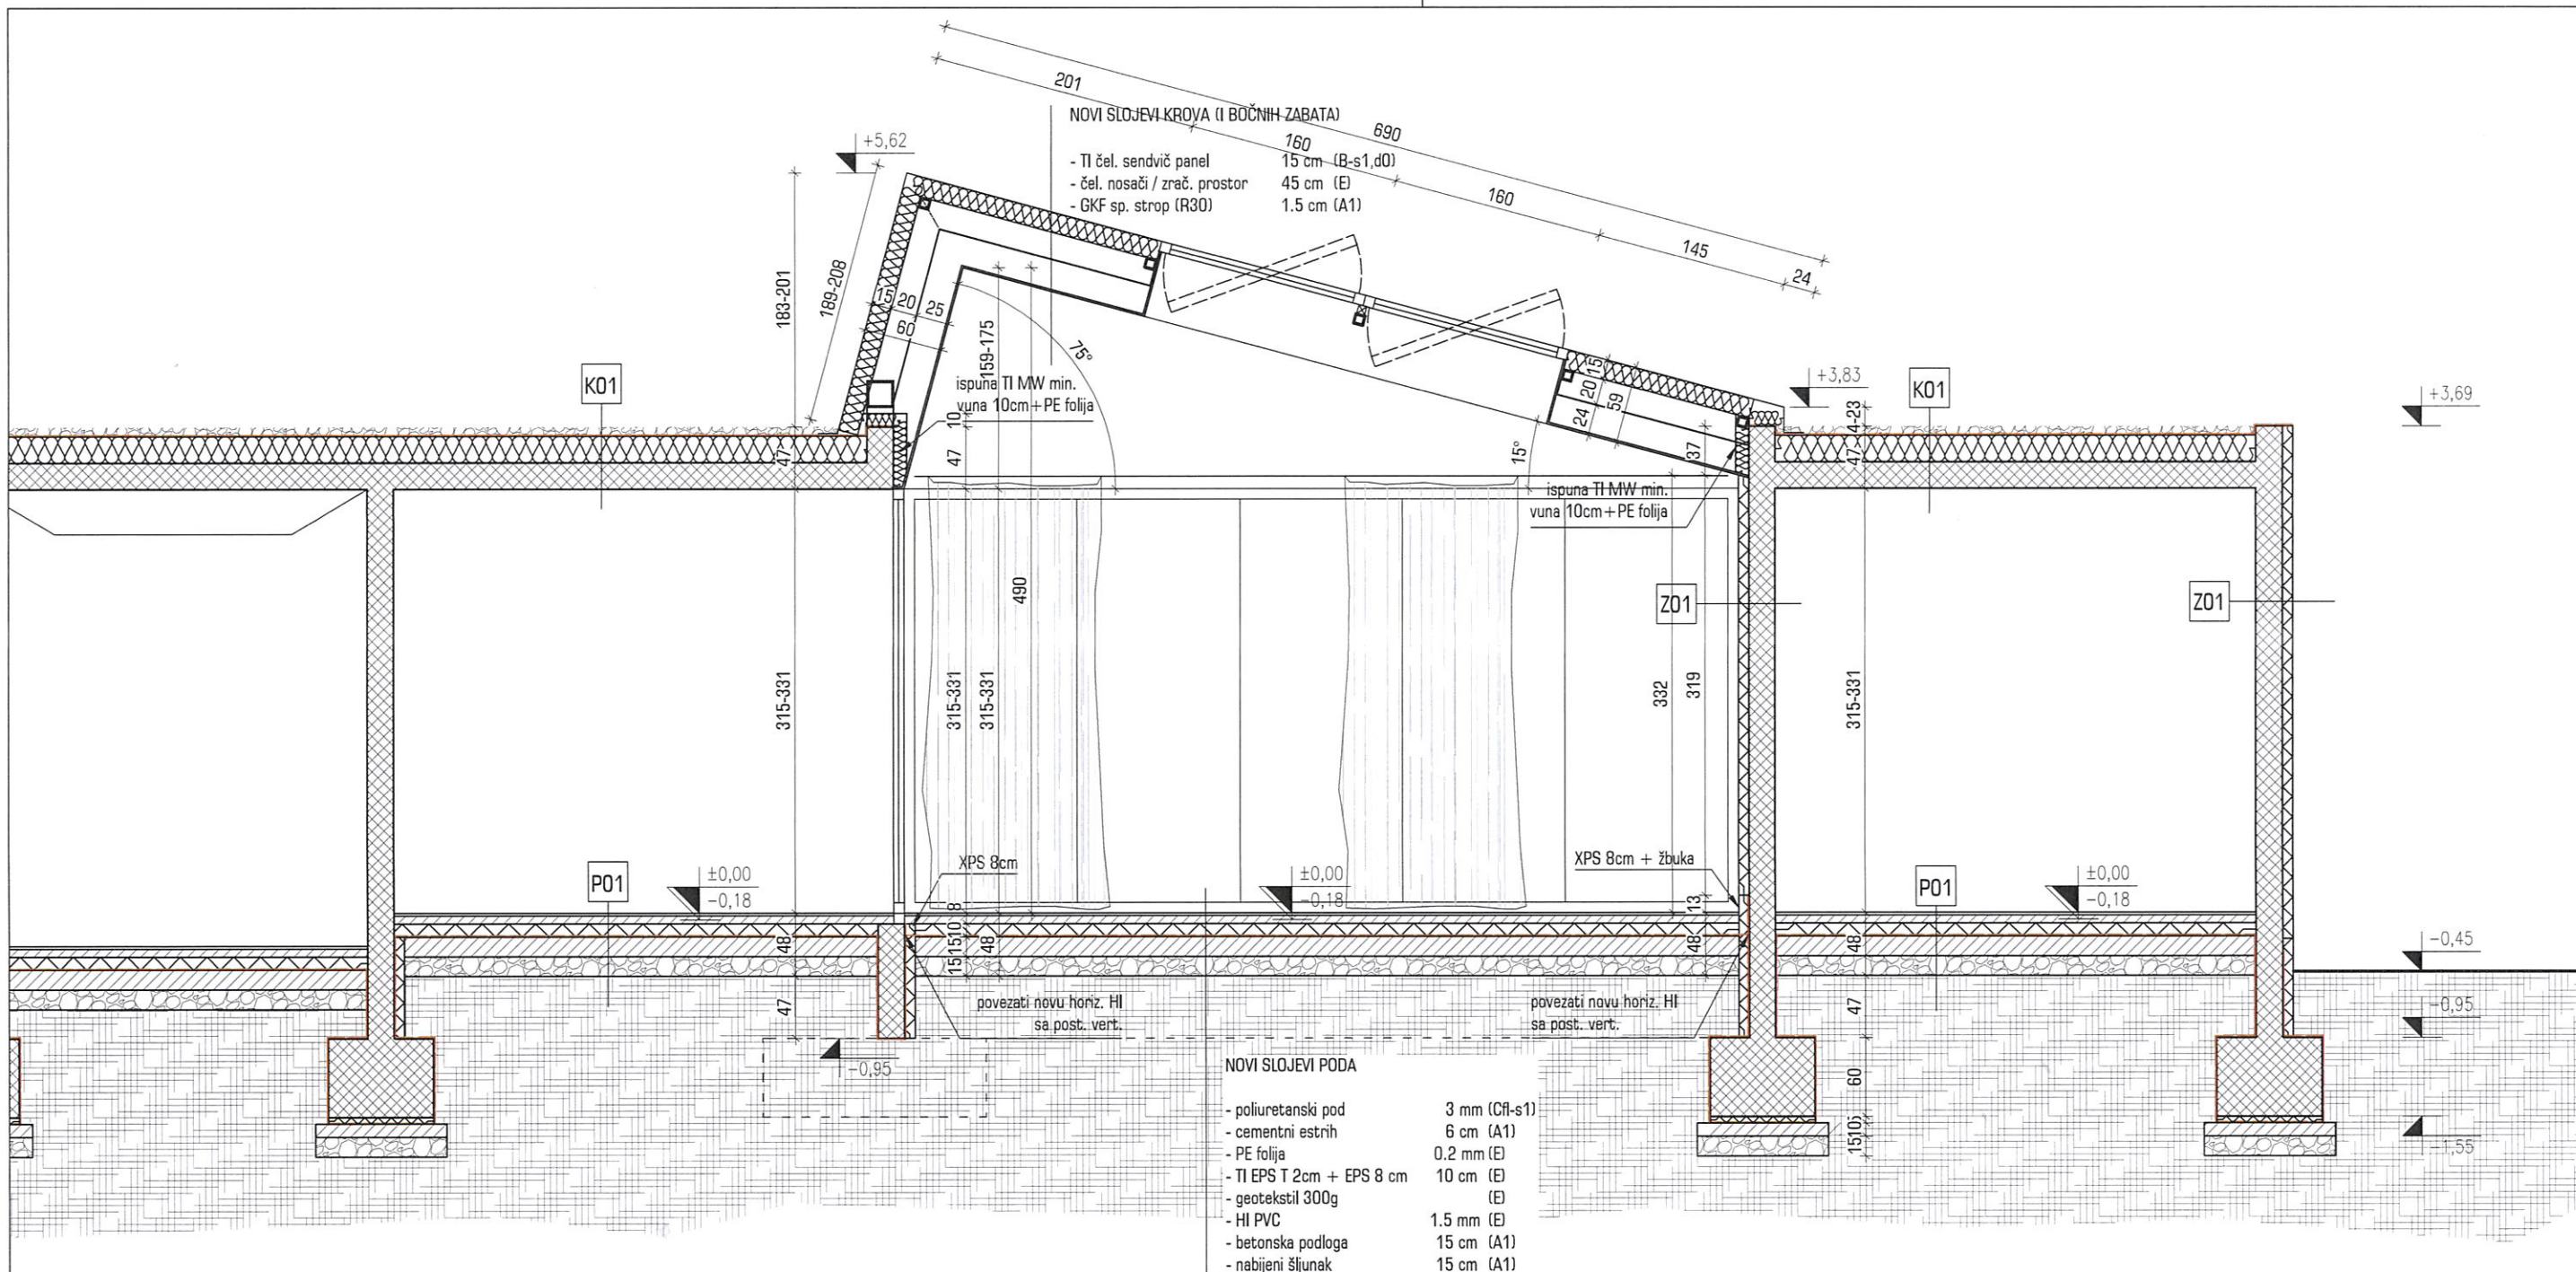 690
201
160
160
145
24
NOVI SLOJEVI KROVA (I BOČNIH ZABATA)
- TI čel. sendvič panel 15 cm (B-s1,d0)
- čel. nosači / zrač. prostor 45 cm (E)
- GKF sp. strop (R30) 1.5 cm (A1)
+5,62
183-201
189-208
15 20 25
60
159-175
75°
ispuna TI MW min.
vuna 10cm+PE folija
K01
47
10
47
15
20
24
59
15°
37
+3,83
K01
4-23
47
+3,69
ispuna TI MW min.
vuna 10cm+PE folija
490
Z01
Z01
315-331
315-331
315-331
332
319
315-331
XPS 8cm
XPS 8cm + žbuka
P01
±0,00
-0,18
±0,00
-0,18
P01
±0,00
-0,18
8
10
15
15
48
48
13
48
48
-0,45
47
povezati novu horiz. HI
sa post. vert.
povezati novu horiz. HI
sa post. vert.
47
-0,95
-0,95
60
15
10
-1,55
NOVI SLOJEVI PODA
- poliuretanski pod 3 mm (Cfl-s1)
- cementni estrih 6 cm (A1)
- PE folija 0.2 mm (E)
- TI EPS T 2cm + EPS 8 cm 10 cm (E)
- geotekstil 300g (E)
- HI PVC 1.5 mm (E)
- betonska podloga 15 cm (A1)
- nabijeni šljunak 15 cm (A1)